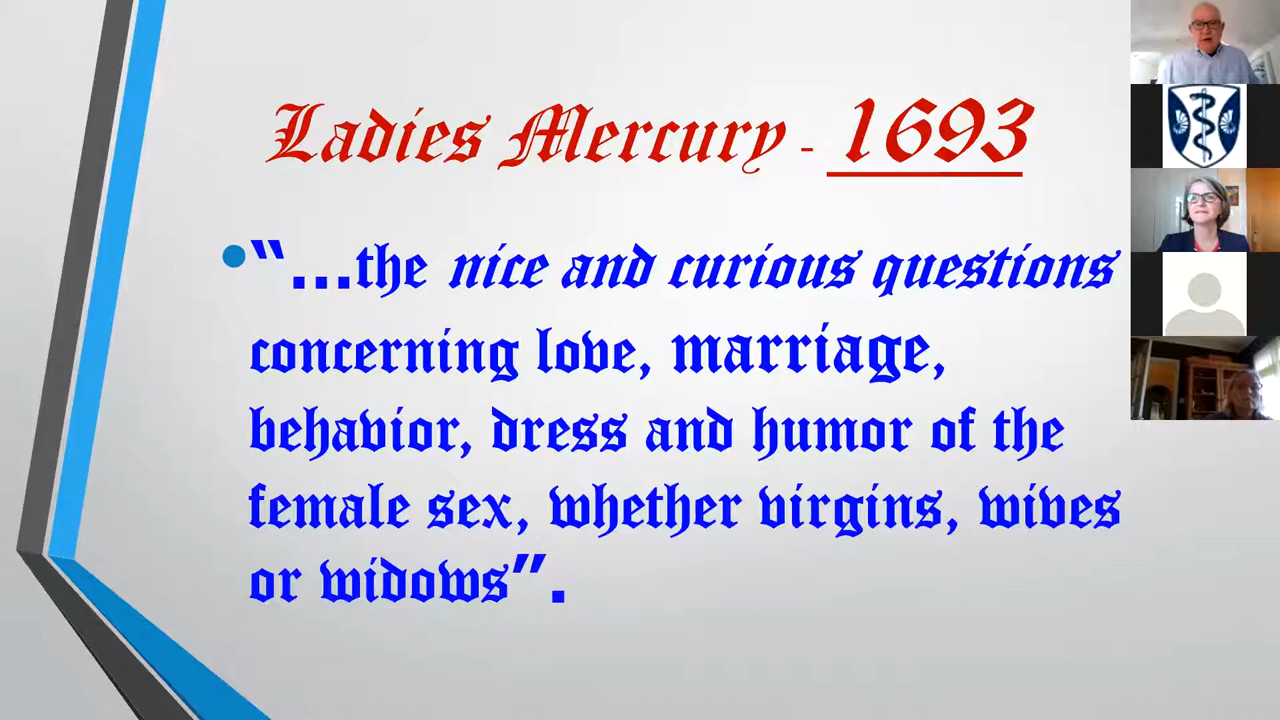 Ladies Mercury - 1693
“...the nice and curious questions
concerning love, marriage,
behavior, dress and humor of the
female sex, whether virgins, wives
or widows”.